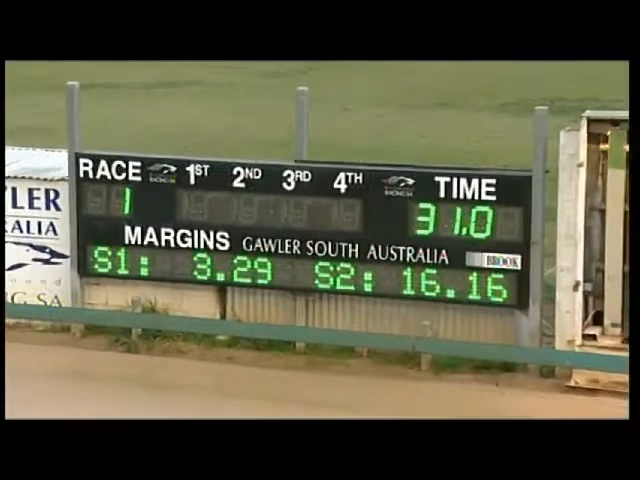 RACE 1ST 2ND 3RD 4TH TIME
1 31.0
MARGINS GAWLER SOUTH AUSTRALIA BROOK
S1: 3.29 S2: 16.16
LER
ALIA
SA